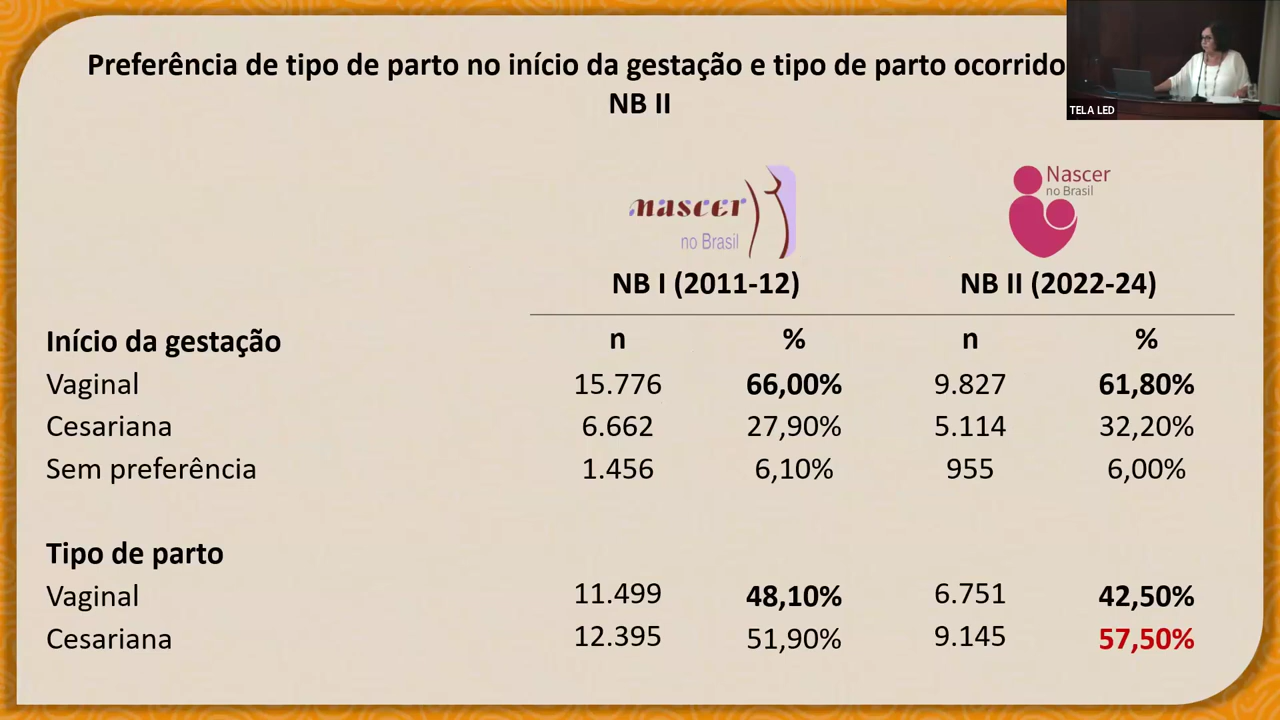 Preferência de tipo de parto no início da gestação e tipo de parto ocorrido
NB II
TELA LED
nascer
no Brasil
Nascer
no Brasil
NB I (2011-12) NB II (2022-24)
Início da gestação n % n %
Vaginal 15.776 66,00% 9.827 61,80%
Cesariana 6.662 27,90% 5.114 32,20%
Sem preferência 1.456 6,10% 955 6,00%
Tipo de parto
Vaginal 11.499 48,10% 6.751 42,50%
Cesariana 12.395 51,90% 9.145 57,50%